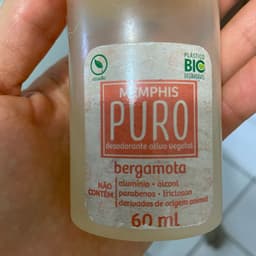 PLÁSTICO
BIO
DEGRADÁVEL
MEMPHIS
PURO
desodorante ativo vegetal
bergamota
NÃO
CONTÉM
alumínio • álcool
parabenos • triclosan
derivados de origem animal
60 ml